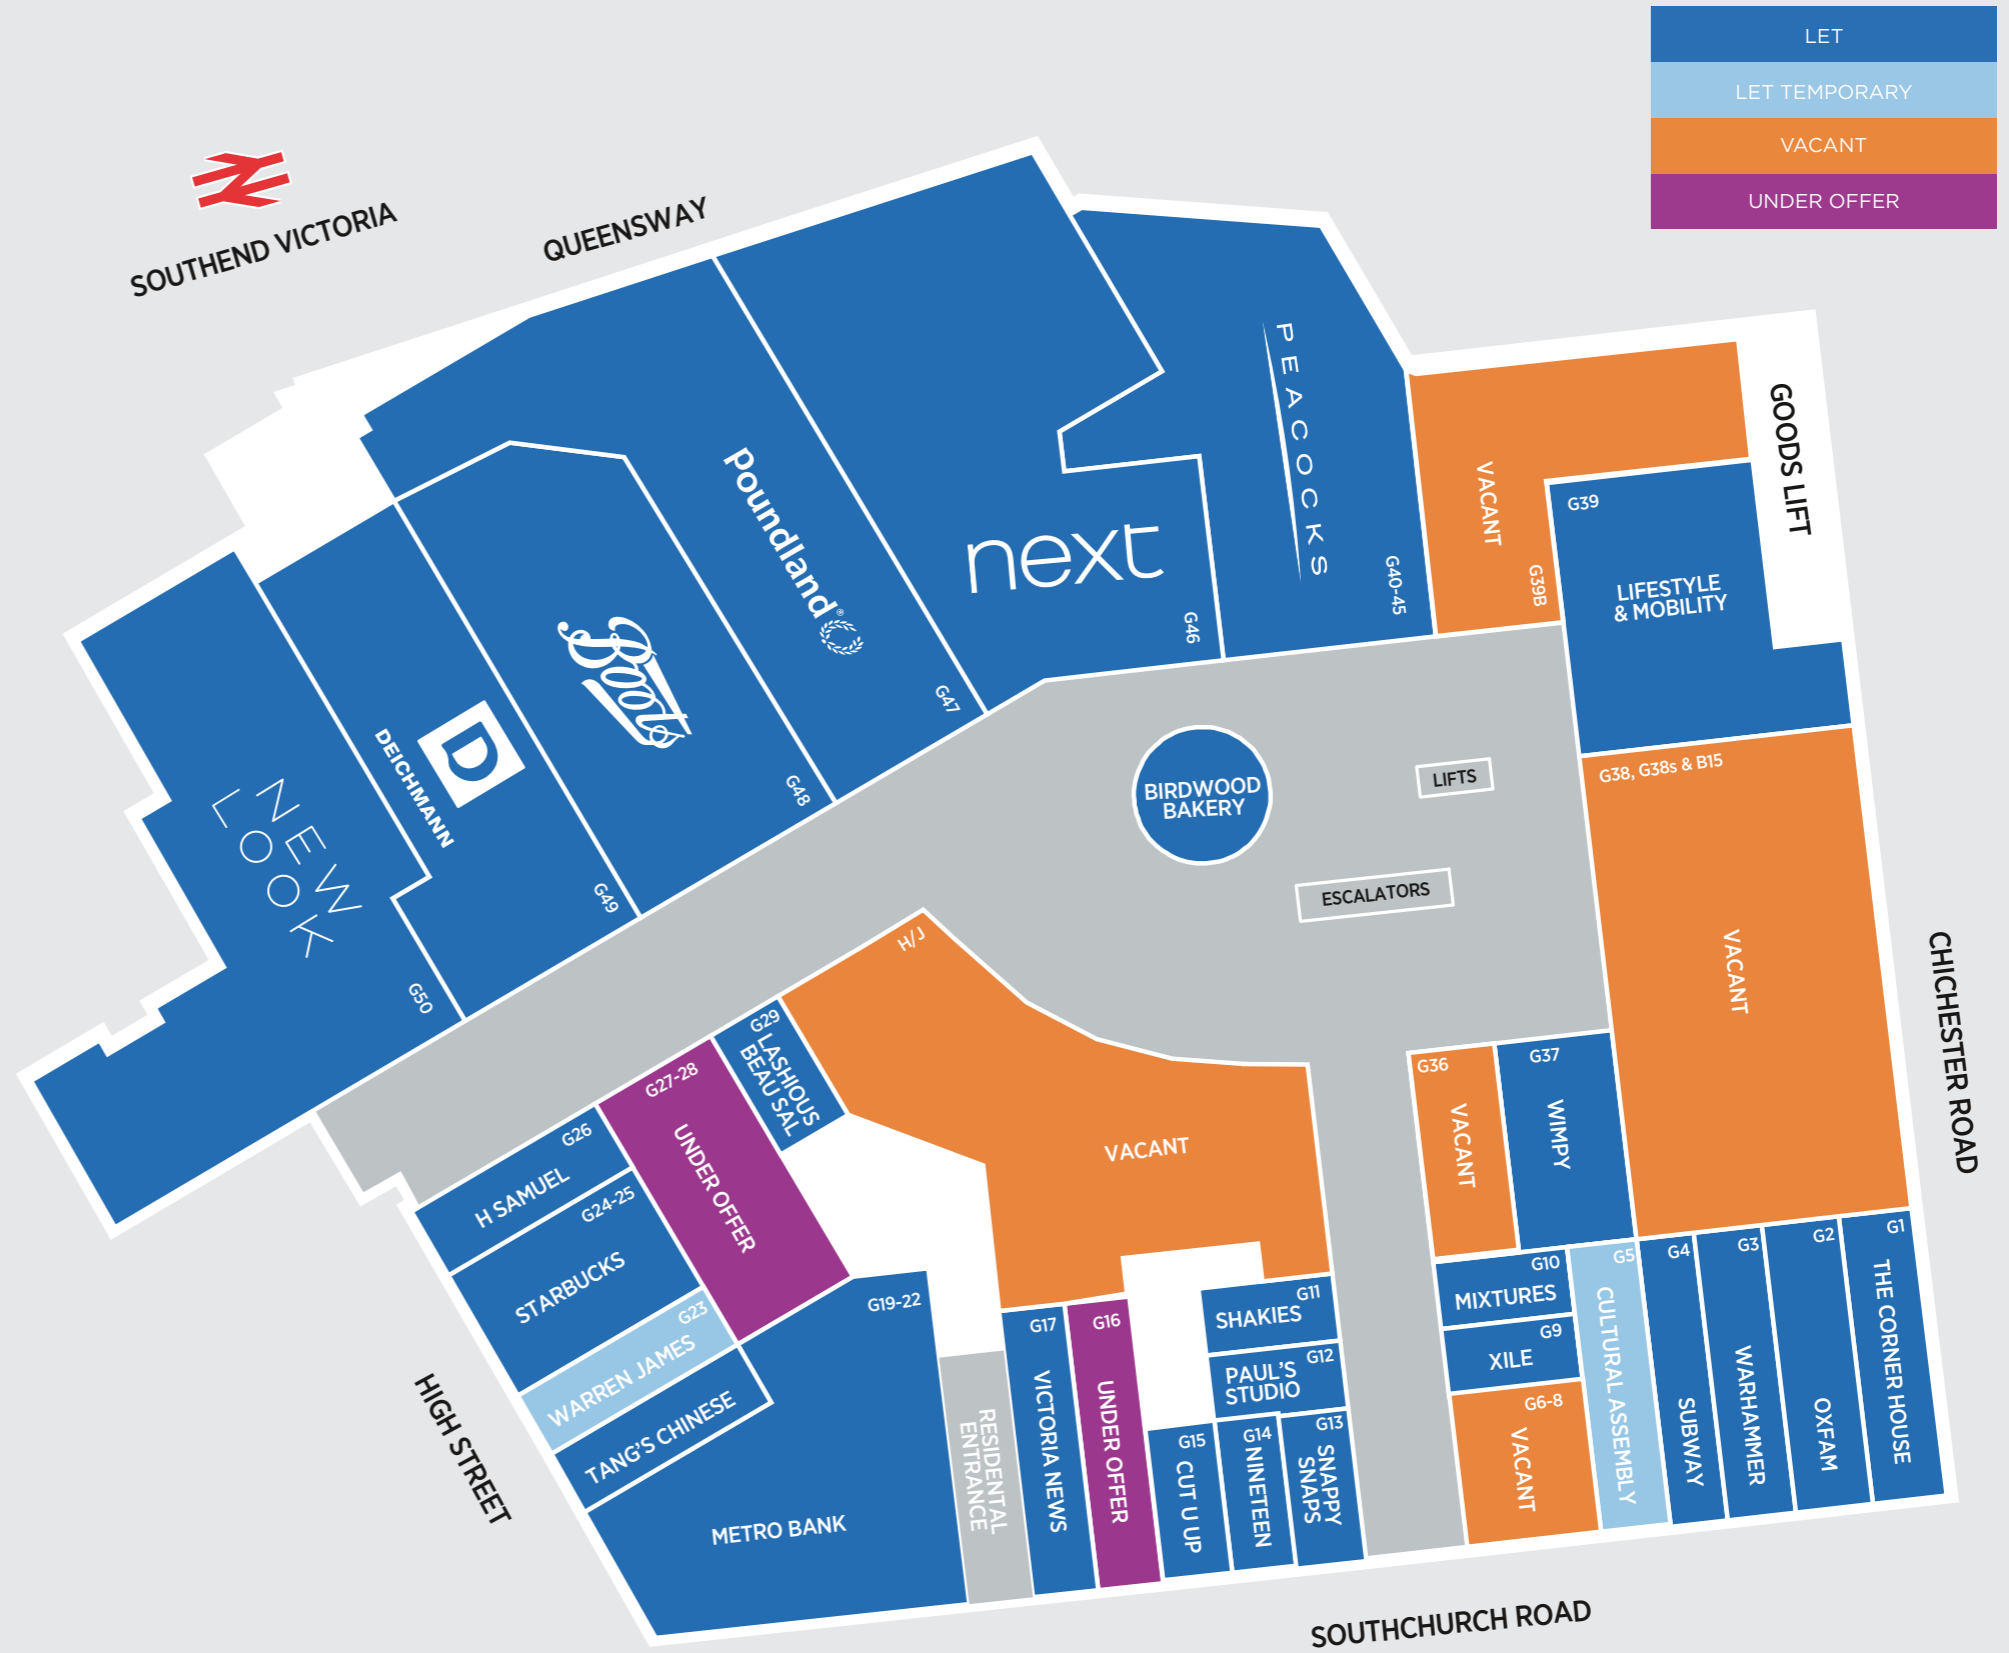 LET
LET TEMPORARY
VACANT
UNDER OFFER
SOUTHEND VICTORIA
QUEENSWAY
GOODS LIFT
CHICHESTER ROAD
HIGH STREET
SOUTHCHURCH ROAD
NEW
LOOK
G50
DEICHMANN
D
G49
Boots
G48
poundland®
G47
next
G46
PEACOCKS
G40-45
VACANT
G39B
G39
LIFESTYLE
& MOBILITY
G38, G38s & B15
VACANT
BIRDWOOD
BAKERY
LIFTS
ESCALATORS
H/J
VACANT
G29
LASHIOUS
BEAU SAL
G27-28
UNDER OFFER
G26
H SAMUEL
G24-25
STARBUCKS
G23
WARREN JAMES
TANG'S CHINESE
G19-22
METRO BANK
RESIDENTAL
ENTRANCE
G17
VICTORIA NEWS
G16
UNDER OFFER
G11
SHAKIES
G12
PAUL'S
STUDIO
G15
CUT U UP
G14
NINETEEN
G13
SNAPPY
SNAPS
G36
VACANT
G37
WIMPY
G10
MIXTURES
G9
XILE
G6-8
VACANT
G5
CULTURAL ASSEMBLY
G4
SUBWAY
G3
WARHAMMER
G2
OXFAM
G1
THE CORNER HOUSE